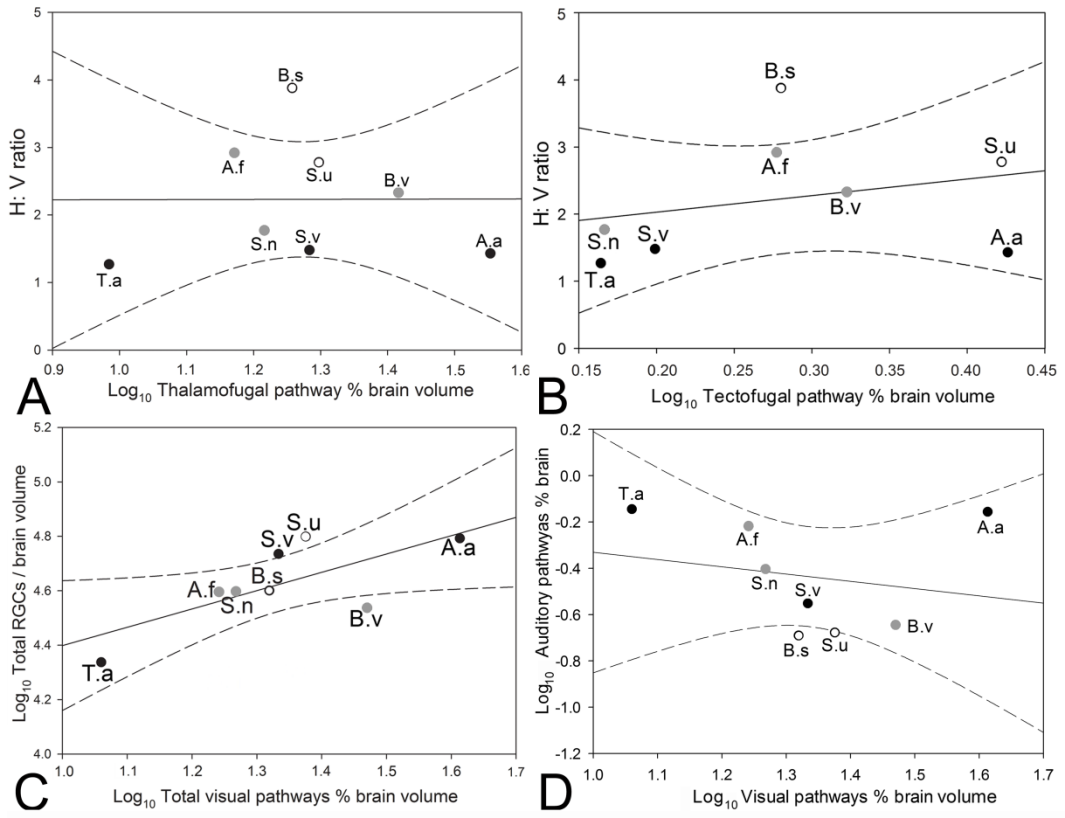 5
4
3
2
1
0
H: V ratio
B.s
A.f
S.u
B.v
S.n
S.v
A.a
T.a
0.9 1.0 1.1 1.2 1.3 1.4 1.5 1.6
A
Log10 Thalamofugal pathway % brain volume
5
4
3
2
1
0
H: V ratio
B.s
S.u
A.f
B.v
S.n
S.v
A.a
T.a
0.15 0.20 0.25 0.30 0.35 0.40 0.45
B
Log10 Tectofugal pathway % brain volume
5.2
5.0
4.8
4.6
4.4
4.2
4.0
Log10 Total RGCs / brain volume
S.u
S.v
A.a
B.s
A.f
S.n
B.v
T.a
1.0 1.1 1.2 1.3 1.4 1.5 1.6 1.7
C
Log10 Total visual pathways % brain volume
0.2
0.0
-0.2
-0.4
-0.6
-0.8
-1.0
-1.2
Log10 Auditory pathwyas % brain
T.a
A.f
A.a
S.n
S.v
B.v
B.s
S.u
1.0 1.1 1.2 1.3 1.4 1.5 1.6 1.7
D
Log10 Visual pathways % brain volume